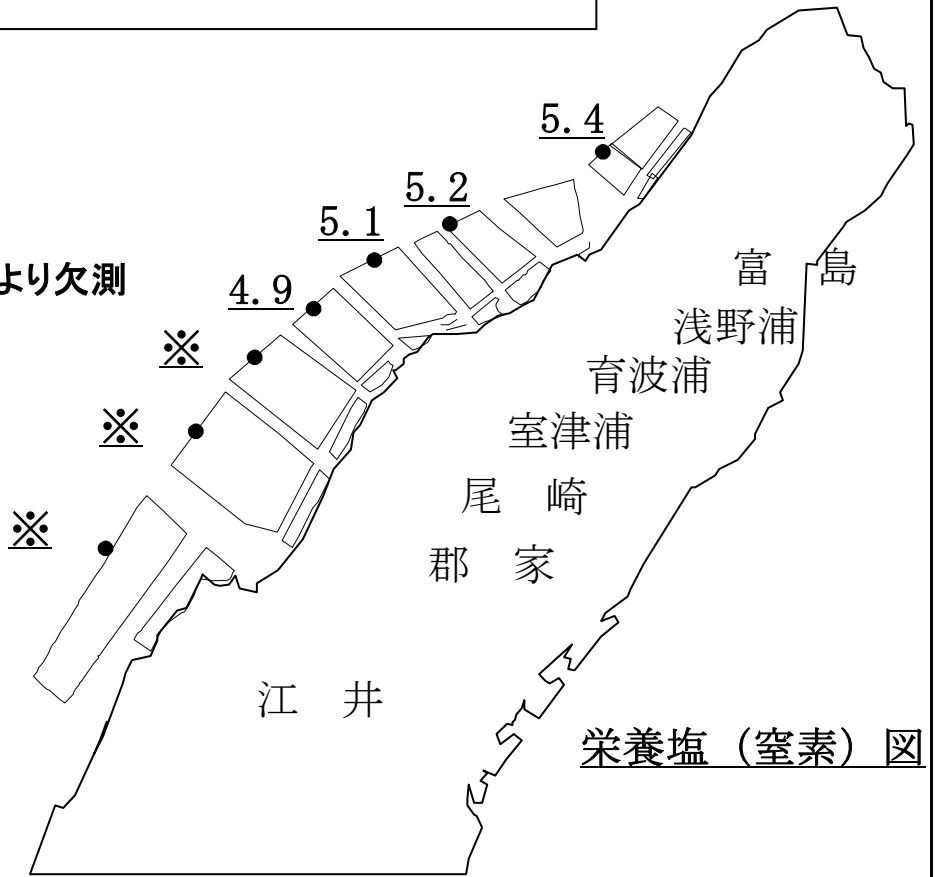 5.4
5.2
5.1
富　島
より欠測
4.9
浅野浦
※
育波浦
※
室津浦
尾　崎
※
郡　家
江　井
栄養塩（窒素）図